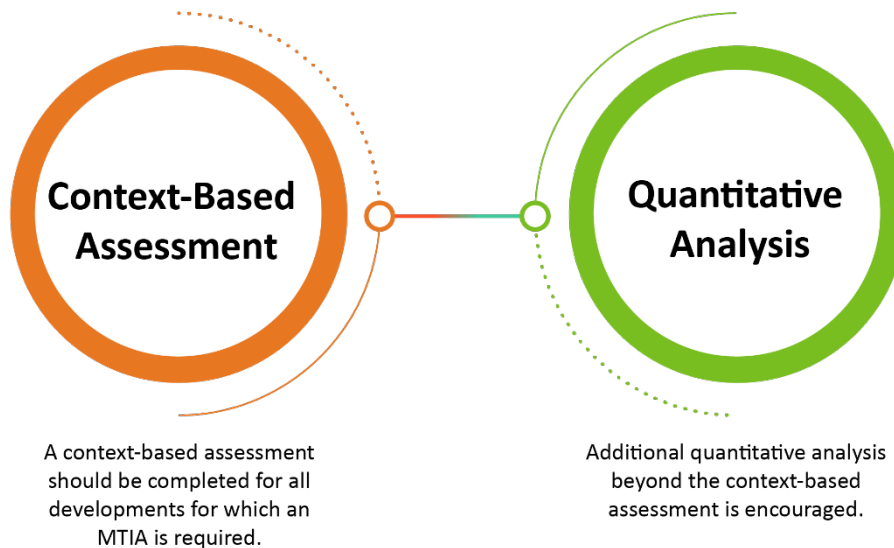 Context-Based
Assessment
A context-based assessment
should be completed for all
developments for which an
MTIA is required.
Quantitative
Analysis
Additional quantitative analysis
beyond the context-based
assessment is encouraged.